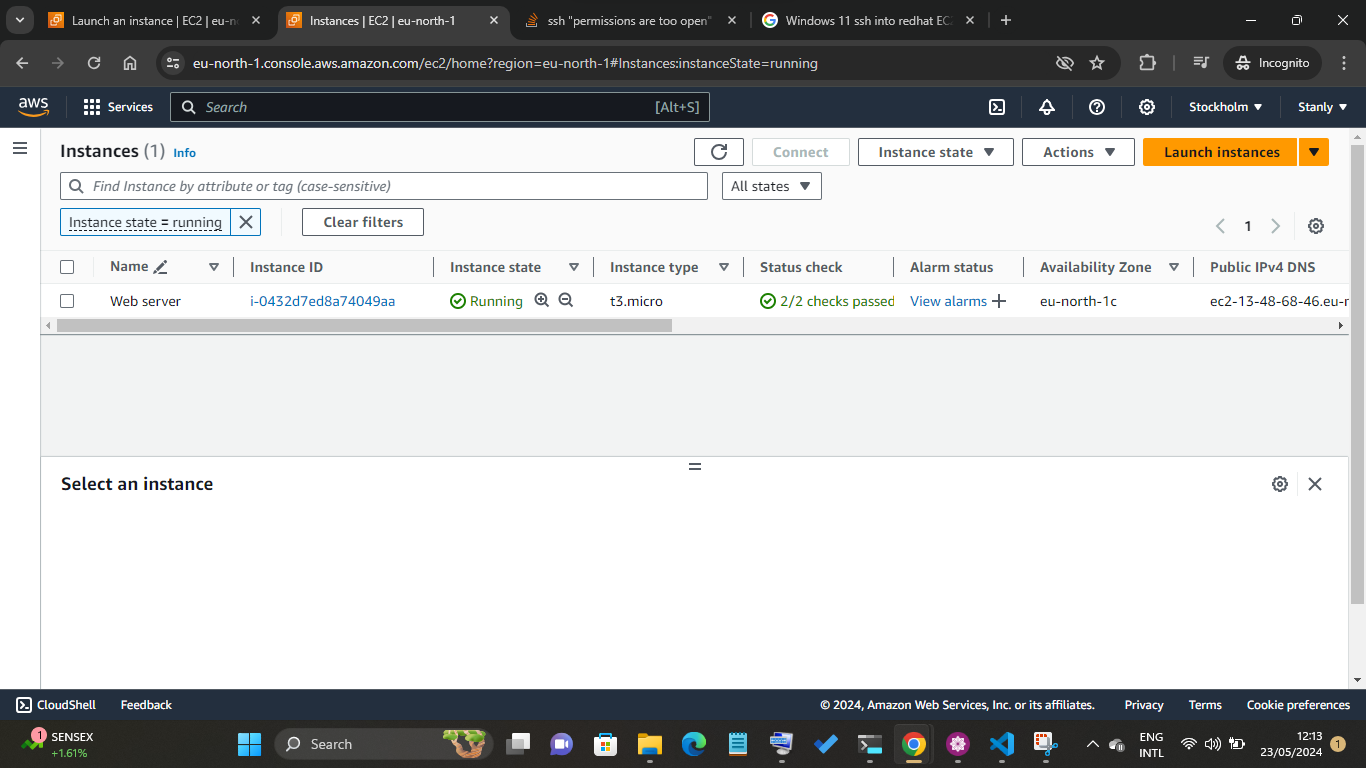 Launch an instance | EC2 | eu-n
Instances | EC2 | eu-north-1
ssh "permissions are too open"
Windows 11 ssh into redhat EC2
eu-north-1.console.aws.amazon.com/ec2/home?region=eu-north-1#Instances:instanceState=running
Incognito
aws
Services
Search
[Alt+S]
Stockholm
Stanly
Instances (1) Info
Connect
Instance state
Actions
Launch instances
Find Instance by attribute or tag (case-sensitive)
All states
Instance state = running
Clear filters
1
Name
Instance ID
Instance state
Instance type
Status check
Alarm status
Availability Zone
Public IPv4 DNS
Web server
i-0432d7ed8a74049aa
Running
t3.micro
2/2 checks passed
View alarms
eu-north-1c
ec2-13-48-68-46.eu-n
Select an instance
CloudShell
Feedback
© 2024, Amazon Web Services, Inc. or its affiliates.
Privacy
Terms
Cookie preferences
1
SENSEX
+1.61%
Search
ENG
INTL
12:13
23/05/2024
1